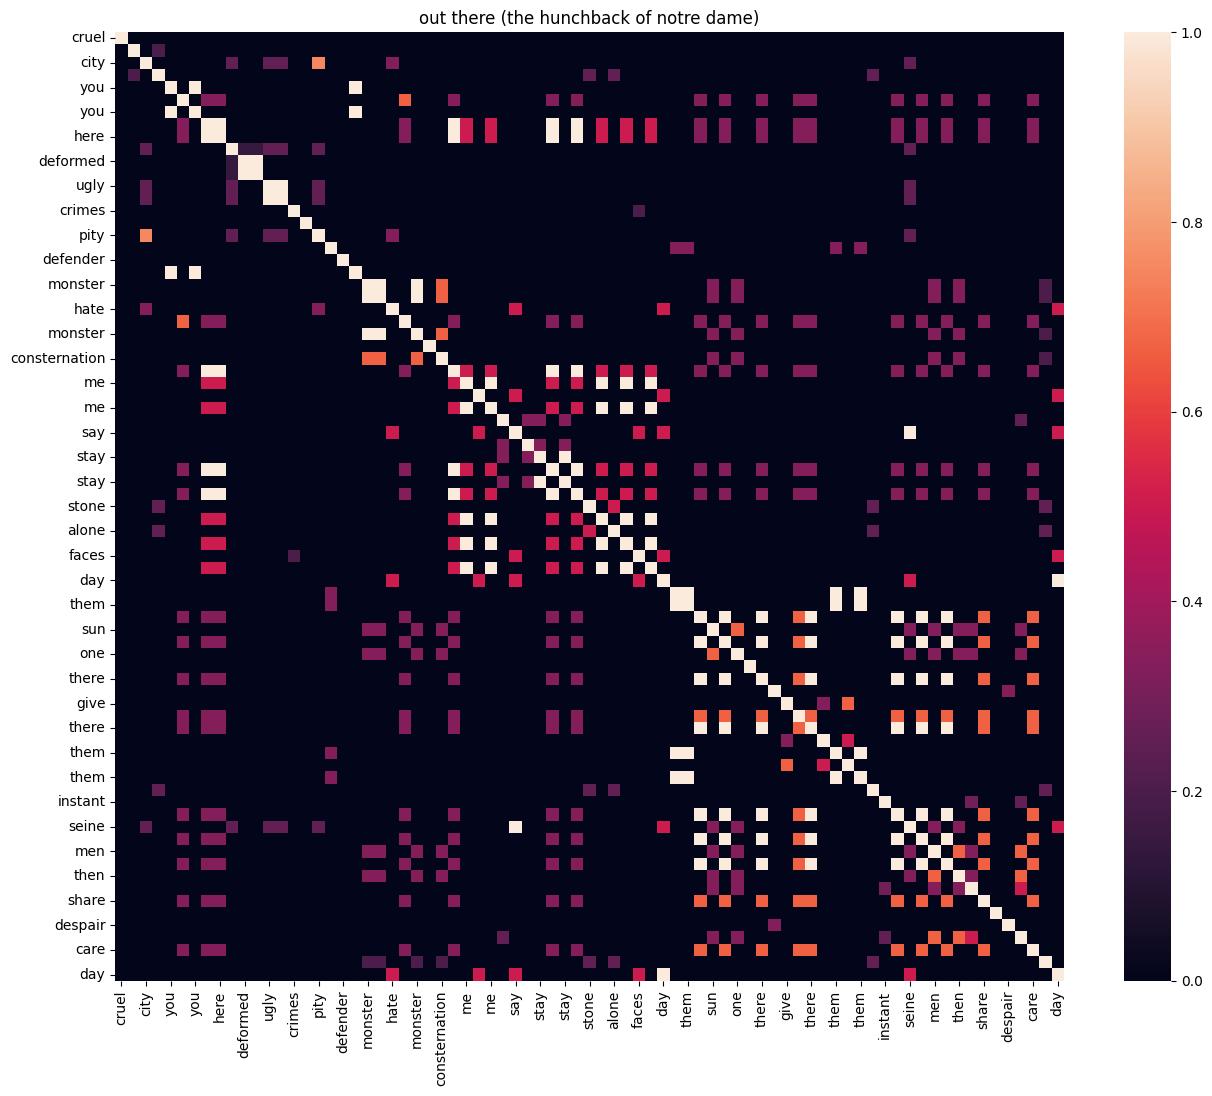 out there (the hunchback of notre dame)
cruel
city
you
you
here
deformed
ugly
crimes
pity
defender
monster
hate
monster
consternation
me
me
say
stay
stay
stone
alone
faces
day
them
sun
one
there
give
there
them
them
instant
seine
men
then
share
despair
care
day
cruel
city
you
you
here
deformed
ugly
crimes
pity
defender
monster
hate
monster
consternation
me
me
say
stay
stay
stone
alone
faces
day
them
sun
one
there
give
there
them
them
instant
seine
men
then
share
despair
care
day
1.0
0.8
0.6
0.4
0.2
0.0